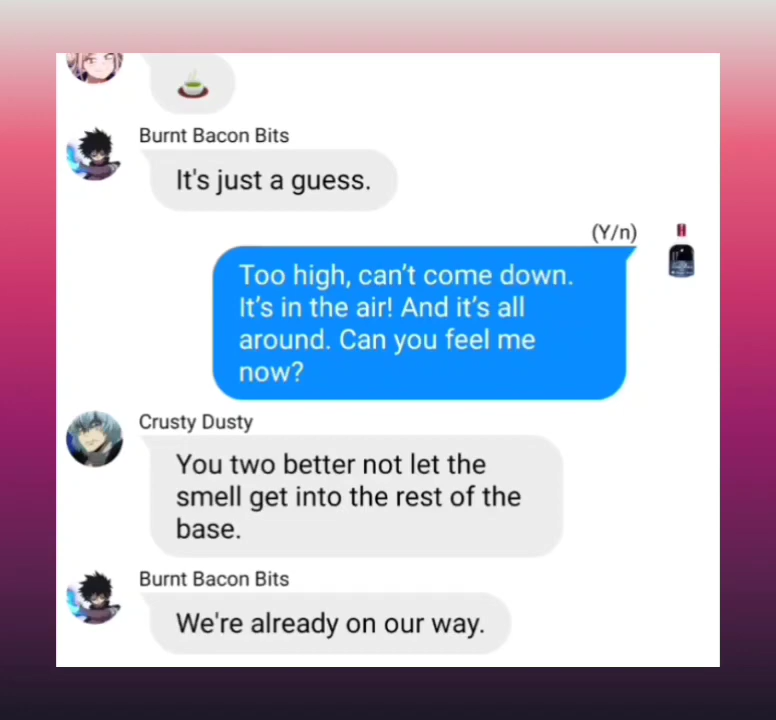 Burnt Bacon Bits
It's just a guess.
(Y/n)
Too high, can't come down.
It's in the air! And it's all
around. Can you feel me
now?
Crusty Dusty
You two better not let the
smell get into the rest of the
base.
Burnt Bacon Bits
We're already on our way.